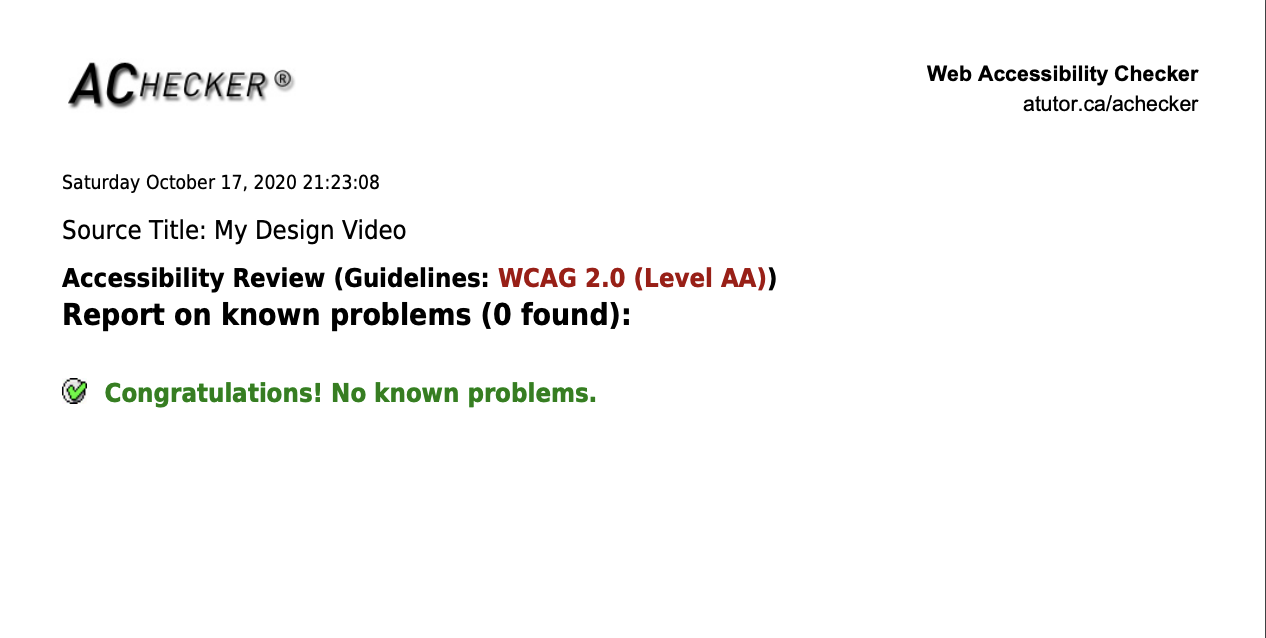 ACHECKER ®
Web Accessibility Checker
atutor.ca/achecker
Saturday October 17, 2020 21:23:08
Source Title: My Design Video
Accessibility Review (Guidelines: WCAG 2.0 (Level AA))
Report on known problems (0 found):
Congratulations! No known problems.